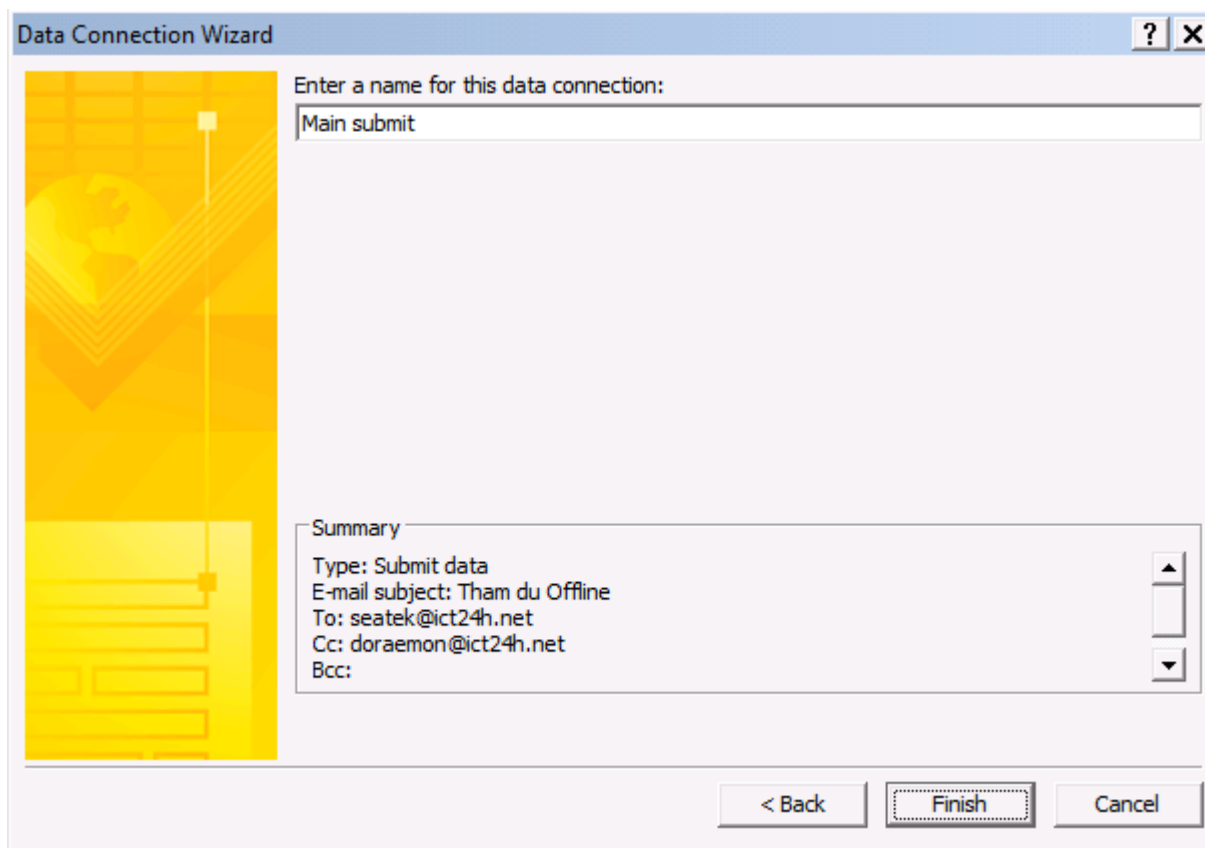 Data Connection Wizard
?
Enter a name for this data connection:
Main submit
Summary
Type: Submit data
E-mail subject: Tham du Offline
To: seatek@ict24h.net
Cc: doraemon@ict24h.net
Bcc:
< Back
Finish
Cancel